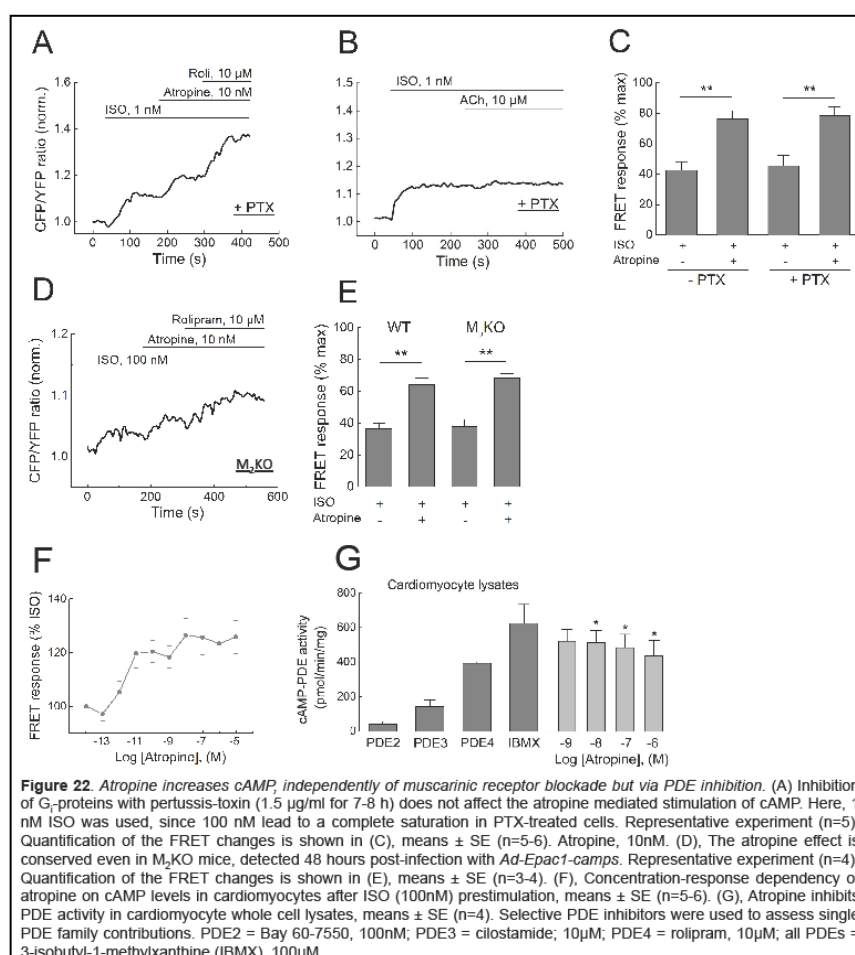 A
Roli, 10 µM
Atropine, 10 nM
ISO, 1 nM
CFP/YFP ratio (norm.)
1.6
1.4
1.2
1.0
+ PTX
0 100 200 300 400 500
Time (s)
B
ISO, 1 nM
ACh, 10 µM
1.5
1.4
1.3
1.2
1.1
1.0
+ PTX
0 100 200 300 400 500
Time (s)
C
FRET response (% max)
100
80
60
40
20
0
** **
ISO + + + +
Atropine - + - +
- PTX + PTX
D
Rolipram, 10 µM
Atropine, 10 nM
ISO, 100 nM
CFP/YFP ratio (norm.)
1.2
1.1
1.0
M2KO
0 200 400 600
Time (s)
E
WT M2KO
** **
FRET response (% max)
100
80
60
40
20
0
ISO + + + +
Atropine - + - +
F
FRET response (% ISO)
140
120
100
-13 -11 -9 -7 -5
Log [Atropine], (M)
G
Cardiomyocyte lysates
cAMP-PDE activity
(pmol/min/mg)
800
600
400
200
0
* * *
PDE2 PDE3 PDE4 IBMX -9 -8 -7 -6
Log [Atropine], (M)
Figure 22. Atropine increases cAMP, independently of muscarinic receptor blockade but via PDE inhibition. (A) Inhibition
of Gi-proteins with pertussis-toxin (1.5 µg/ml for 7-8 h) does not affect the atropine mediated stimulation of cAMP. Here, 1
nM ISO was used, since 100 nM lead to a complete saturation in PTX-treated cells. Representative experiment (n=5).
Quantification of the FRET changes is shown in (C), means ± SE (n=5-6). Atropine, 10nM. (D), The atropine effect is
conserved even in M2KO mice, detected 48 hours post-infection with Ad-Epac1-camps. Representative experiment (n=4).
Quantification of the FRET changes is shown in (E), means ± SE (n=3-4). (F), Concentration-response dependency of
atropine on cAMP levels in cardiomyocytes after ISO (100nM) prestimulation, means ± SE (n=5-6). (G), Atropine inhibits
PDE activity in cardiomyocyte whole cell lysates, means ± SE (n=4). Selective PDE inhibitors were used to assess single
PDE family contributions. PDE2 = Bay 60-7550, 100nM; PDE3 = cilostamide; 10µM; PDE4 = rolipram, 10µM; all PDEs =
3-isobutyl-1-methylxanthine (IBMX), 100µM